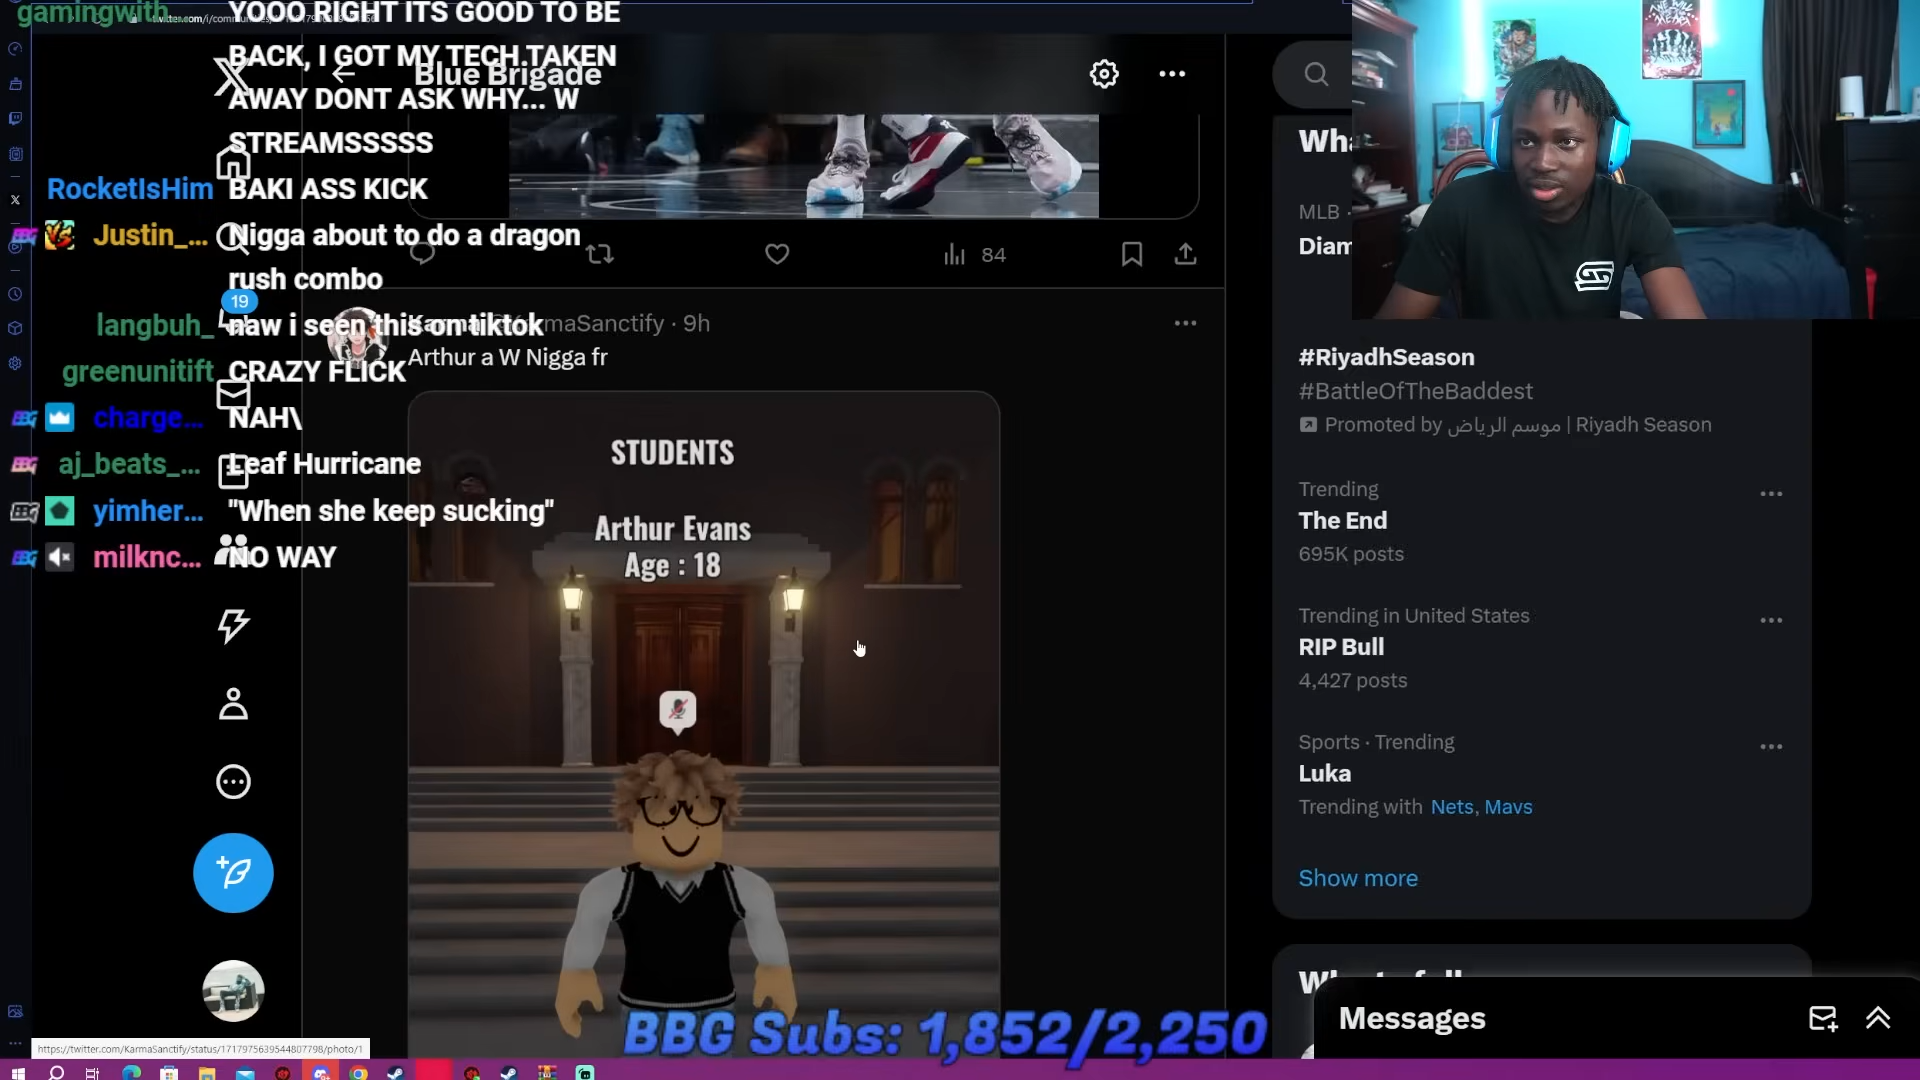 gamingwith...
YOOO RIGHT ITS GOOD TO BE
BACK, I GOT MY TECH TAKEN
AWAY DONT ASK WHY... W
STREAMSSSSS
RocketIsHim BAKI ASS KICK
Justin_... Nigga about to do a dragon
rush combo
langbuh_ naw i seen this on tiktok
greenunitift CRAZY FLICK
charge... NAH\
aj_beats_... Leaf Hurricane
yimher... "When she keep sucking"
milknc... NO WAY
19
Blue Brigade
84
Karma @KarmaSanctify · 9h
Arthur a W Nigga fr
STUDENTS
Arthur Evans
Age : 18
BBG Subs: 1,852/2,250
https://twitter.com/KarmaSanctify/status/1717975639544807798/photo/1
MLB ·
#RiyadhSeason
#BattleOfTheBaddest
Promoted by موسم الرياض | Riyadh Season
Trending
The End
695K posts
Trending in United States
RIP Bull
4,427 posts
Sports · Trending
Luka
Trending with Nets, Mavs
Show more
Messages